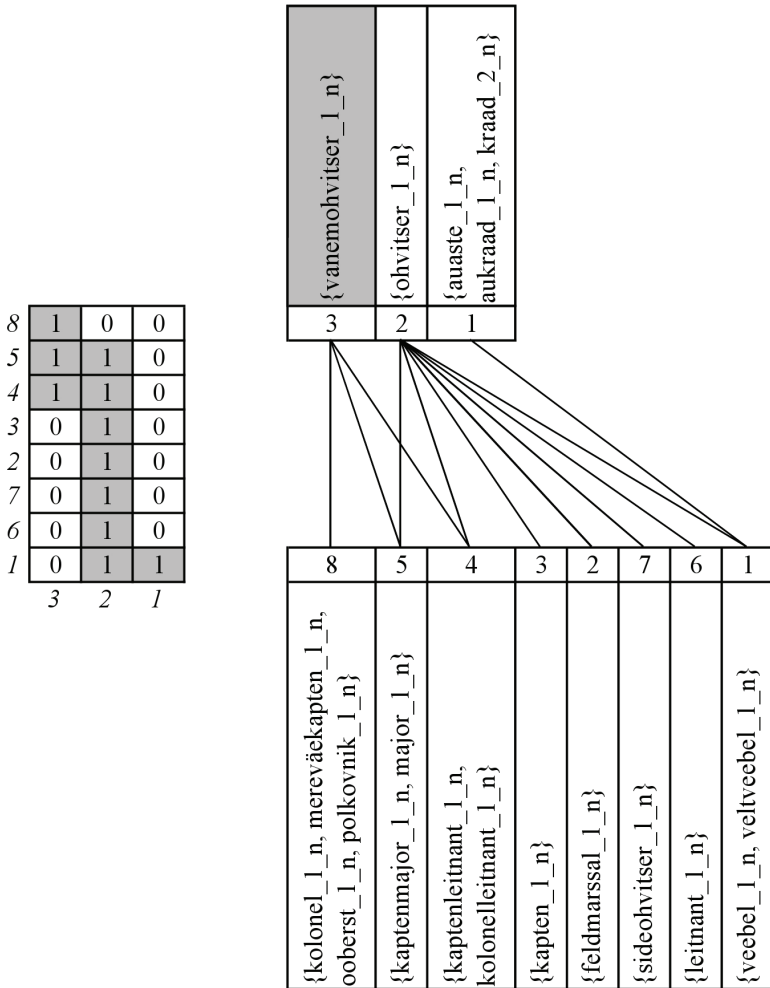 {vanemohvitser_1_n}
{ohvitser_1_n}
{auaste_1_n,
aukraad_1_n, kraad_2_n}
3 2 1
8 1 0 0
5 1 1 0
4 1 1 0
3 0 1 0
2 0 1 0
7 0 1 0
6 0 1 0
1 0 1 1
3 2 1
8 5 4 3 2 7 6 1
{kolonel_1_n, mereväekapten_1_n,
ooberst_1_n, polkovnik_1_n}
{kaptenmajor_1_n, major_1_n}
{kaptenleitnant_1_n,
kolonelleitnant_1_n}
{kapten_1_n}
{feldmarssal_1_n}
{sideohvitser_1_n}
{leitnant_1_n}
{veebel_1_n, veltveebel_1_n}